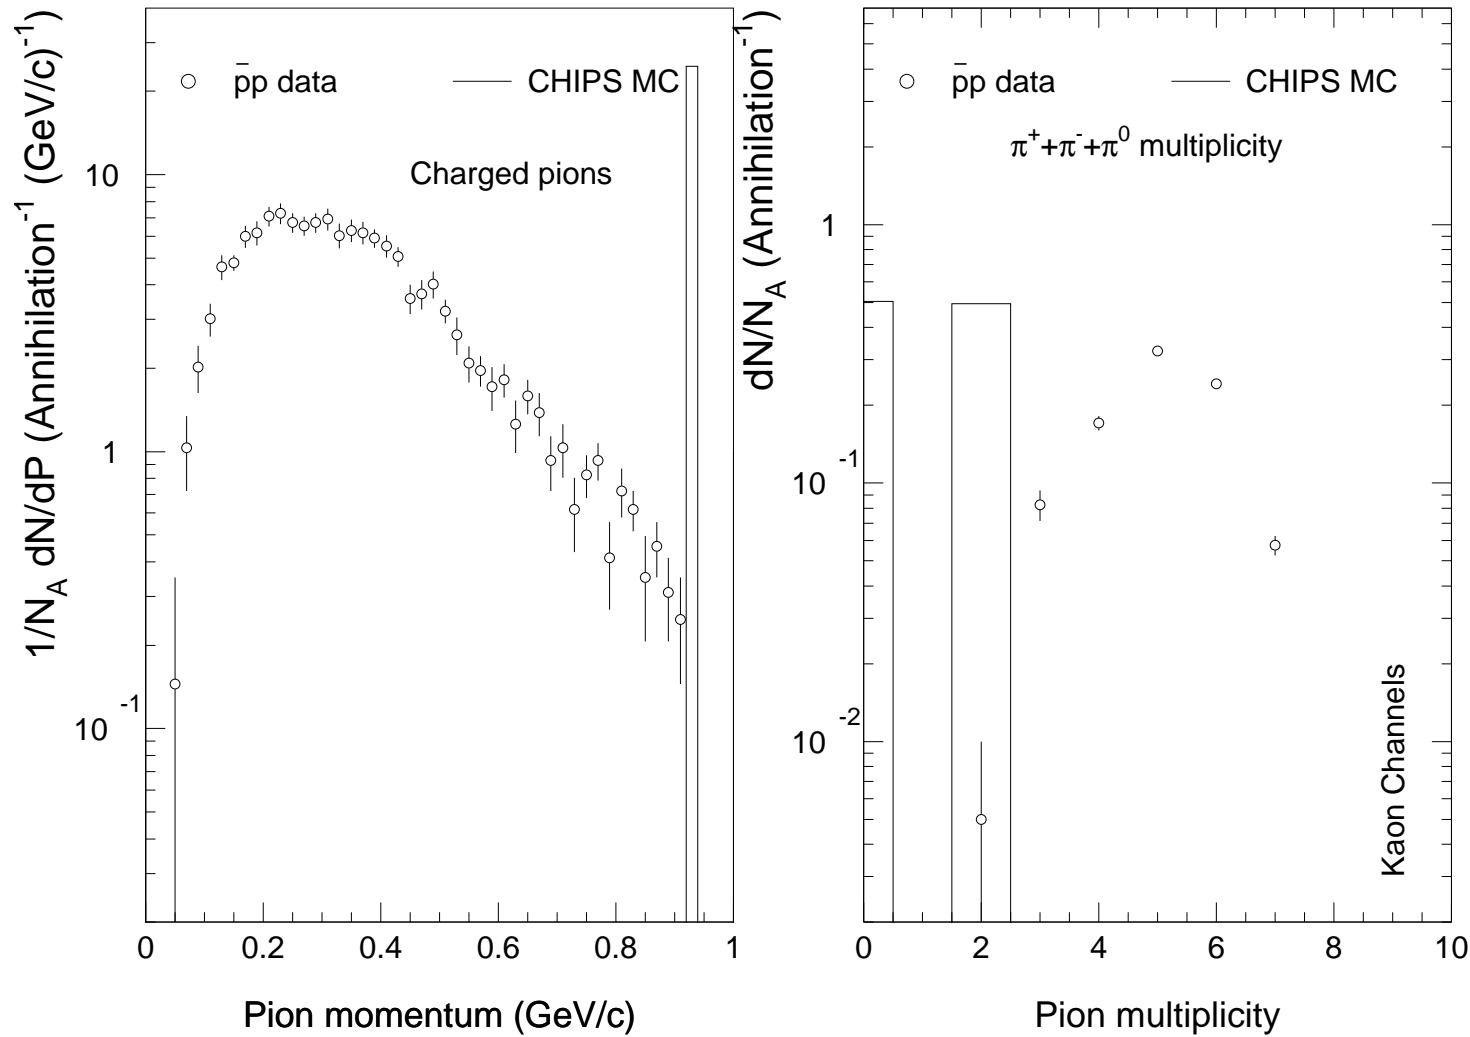 1/N_A dN/dP (Annihilation^-1 (GeV/c)^-1)
p̄p data
CHIPS MC
Charged pions
10
1
10^-1
0 0.2 0.4 0.6 0.8 1
Pion momentum (GeV/c)
dN/N_A (Annihilation^-1)
p̄p data
CHIPS MC
π^++π^-+π^0 multiplicity
1
10^-1
10^-2
Kaon Channels
0 2 4 6 8 10
Pion multiplicity